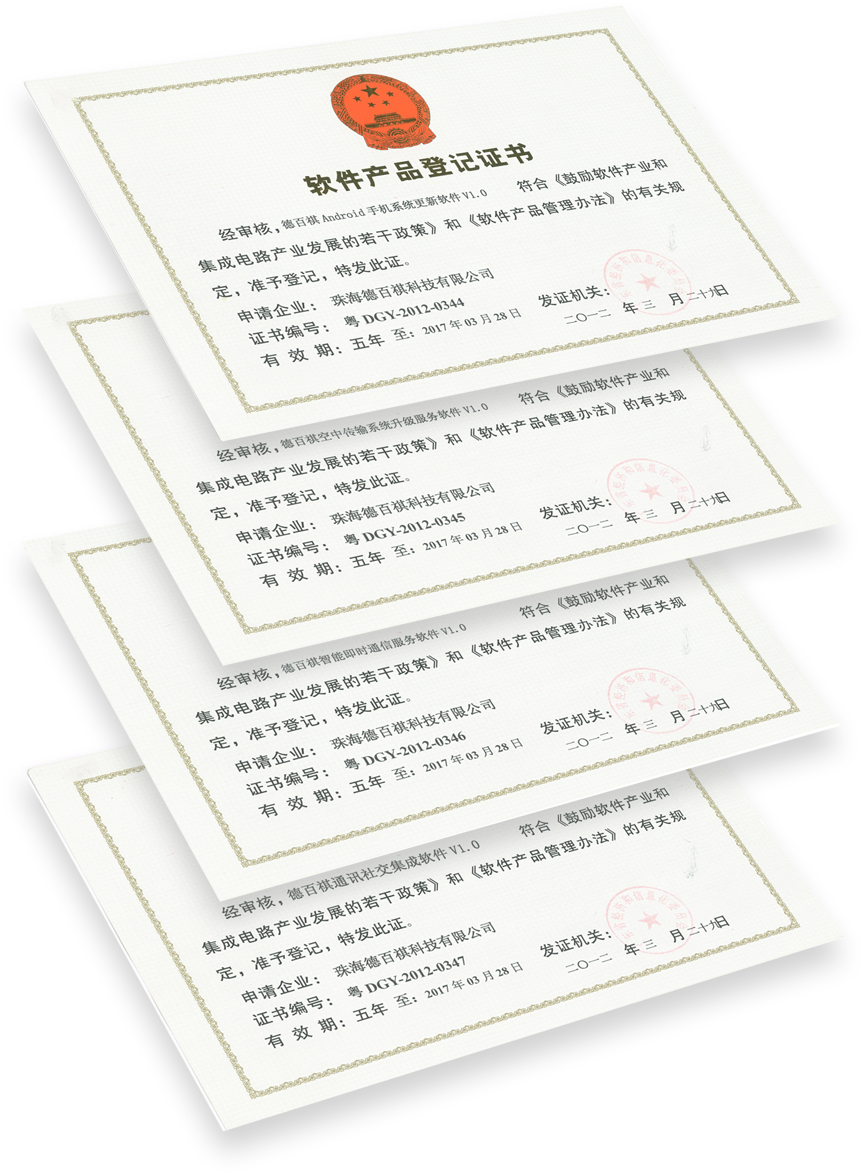 软件产品登记证书
经审核，德百祺Android手机系统更新软件V1.0 符合《鼓励软件产业和
集成电路产业发展的若干政策》和《软件产品管理办法》的有关规
定，准予登记，特发此证。
申请企业：珠海德百祺科技有限公司
证书编号：粤DGY-2012-0344
有效期：五年 至：2017年03月28日
发证机关：
二〇一二年三月二十九日
经审核，德百祺空中传输系统升级服务软件V1.0 符合《鼓励软件产业和
集成电路产业发展的若干政策》和《软件产品管理办法》的有关规
定，准予登记，特发此证。
申请企业：珠海德百祺科技有限公司
证书编号：粤DGY-2012-0345
有效期：五年 至：2017年03月28日
发证机关：
二〇一二年三月二十九日
经审核，德百祺智能即时通信服务软件V1.0 符合《鼓励软件产业和
集成电路产业发展的若干政策》和《软件产品管理办法》的有关规
定，准予登记，特发此证。
申请企业：珠海德百祺科技有限公司
证书编号：粤DGY-2012-0346
有效期：五年 至：2017年03月28日
发证机关：
二〇一二年三月二十九日
经审核，德百祺通讯社交集成软件V1.0 符合《鼓励软件产业和
集成电路产业发展的若干政策》和《软件产品管理办法》的有关规
定，准予登记，特发此证。
申请企业：珠海德百祺科技有限公司
证书编号：粤DGY-2012-0347
有效期：五年 至：2017年03月28日
发证机关：
二〇一二年三月二十九日